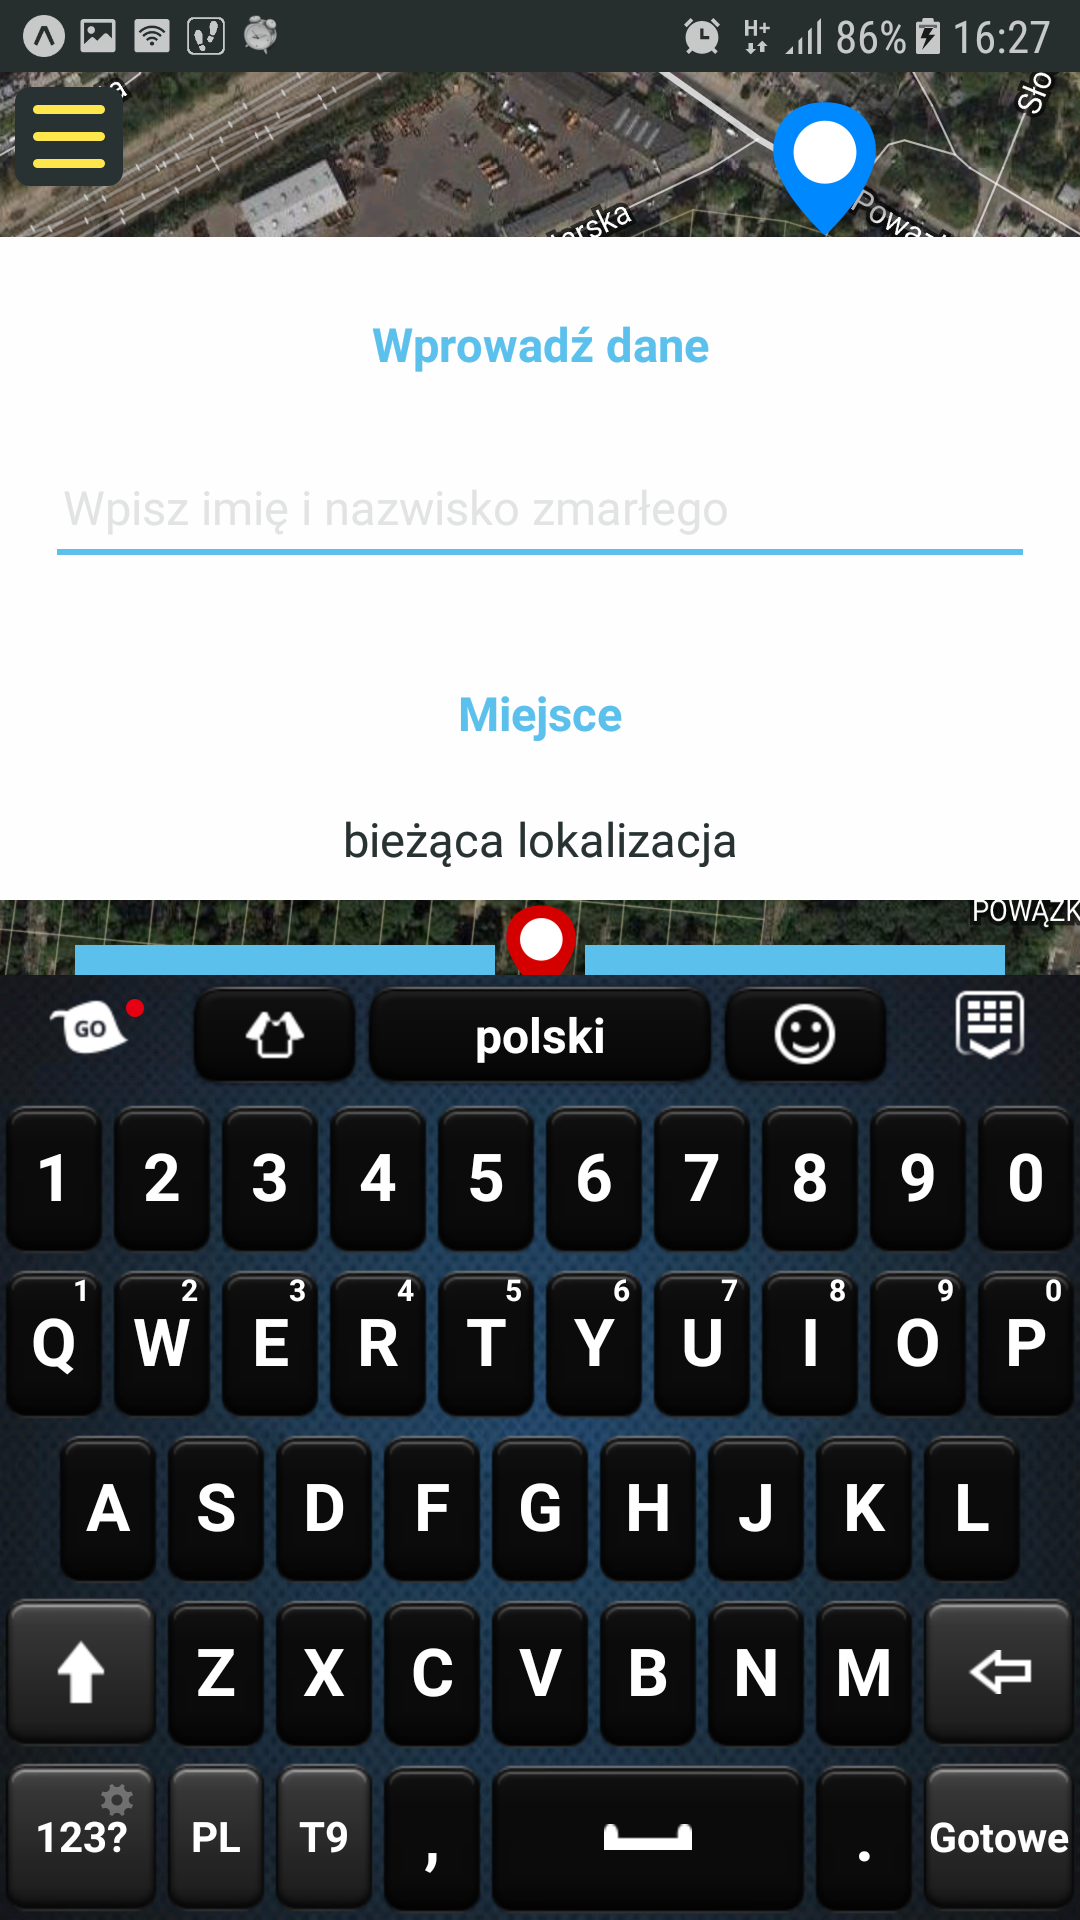 H+ 86% 16:27
Sło
arska
Powąz
Wprowadź dane
Wpisz imię i nazwisko zmarłego
Miejsce
bieżąca lokalizacja
POWĄZK
GO polski
1 2 3 4 5 6 7 8 9 0
1 2 3 4 5 6 7 8 9 0
Q W E R T Y U I O P
A S D F G H J K L
Z X C V B N M
123? PL T9 , . Gotowe